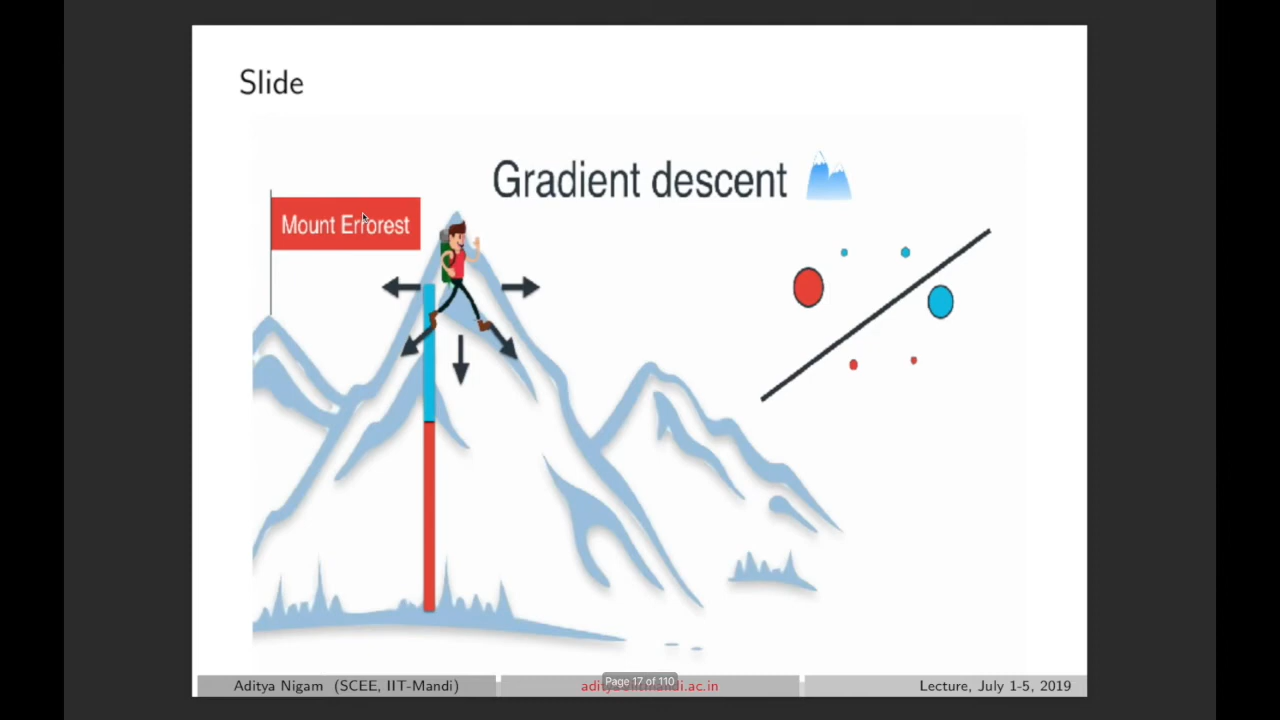 Slide
Gradient descent
Mount Errorest
Aditya Nigam (SCEE, IIT-Mandi)
Page 17 of 110
Lecture, July 1-5, 2019